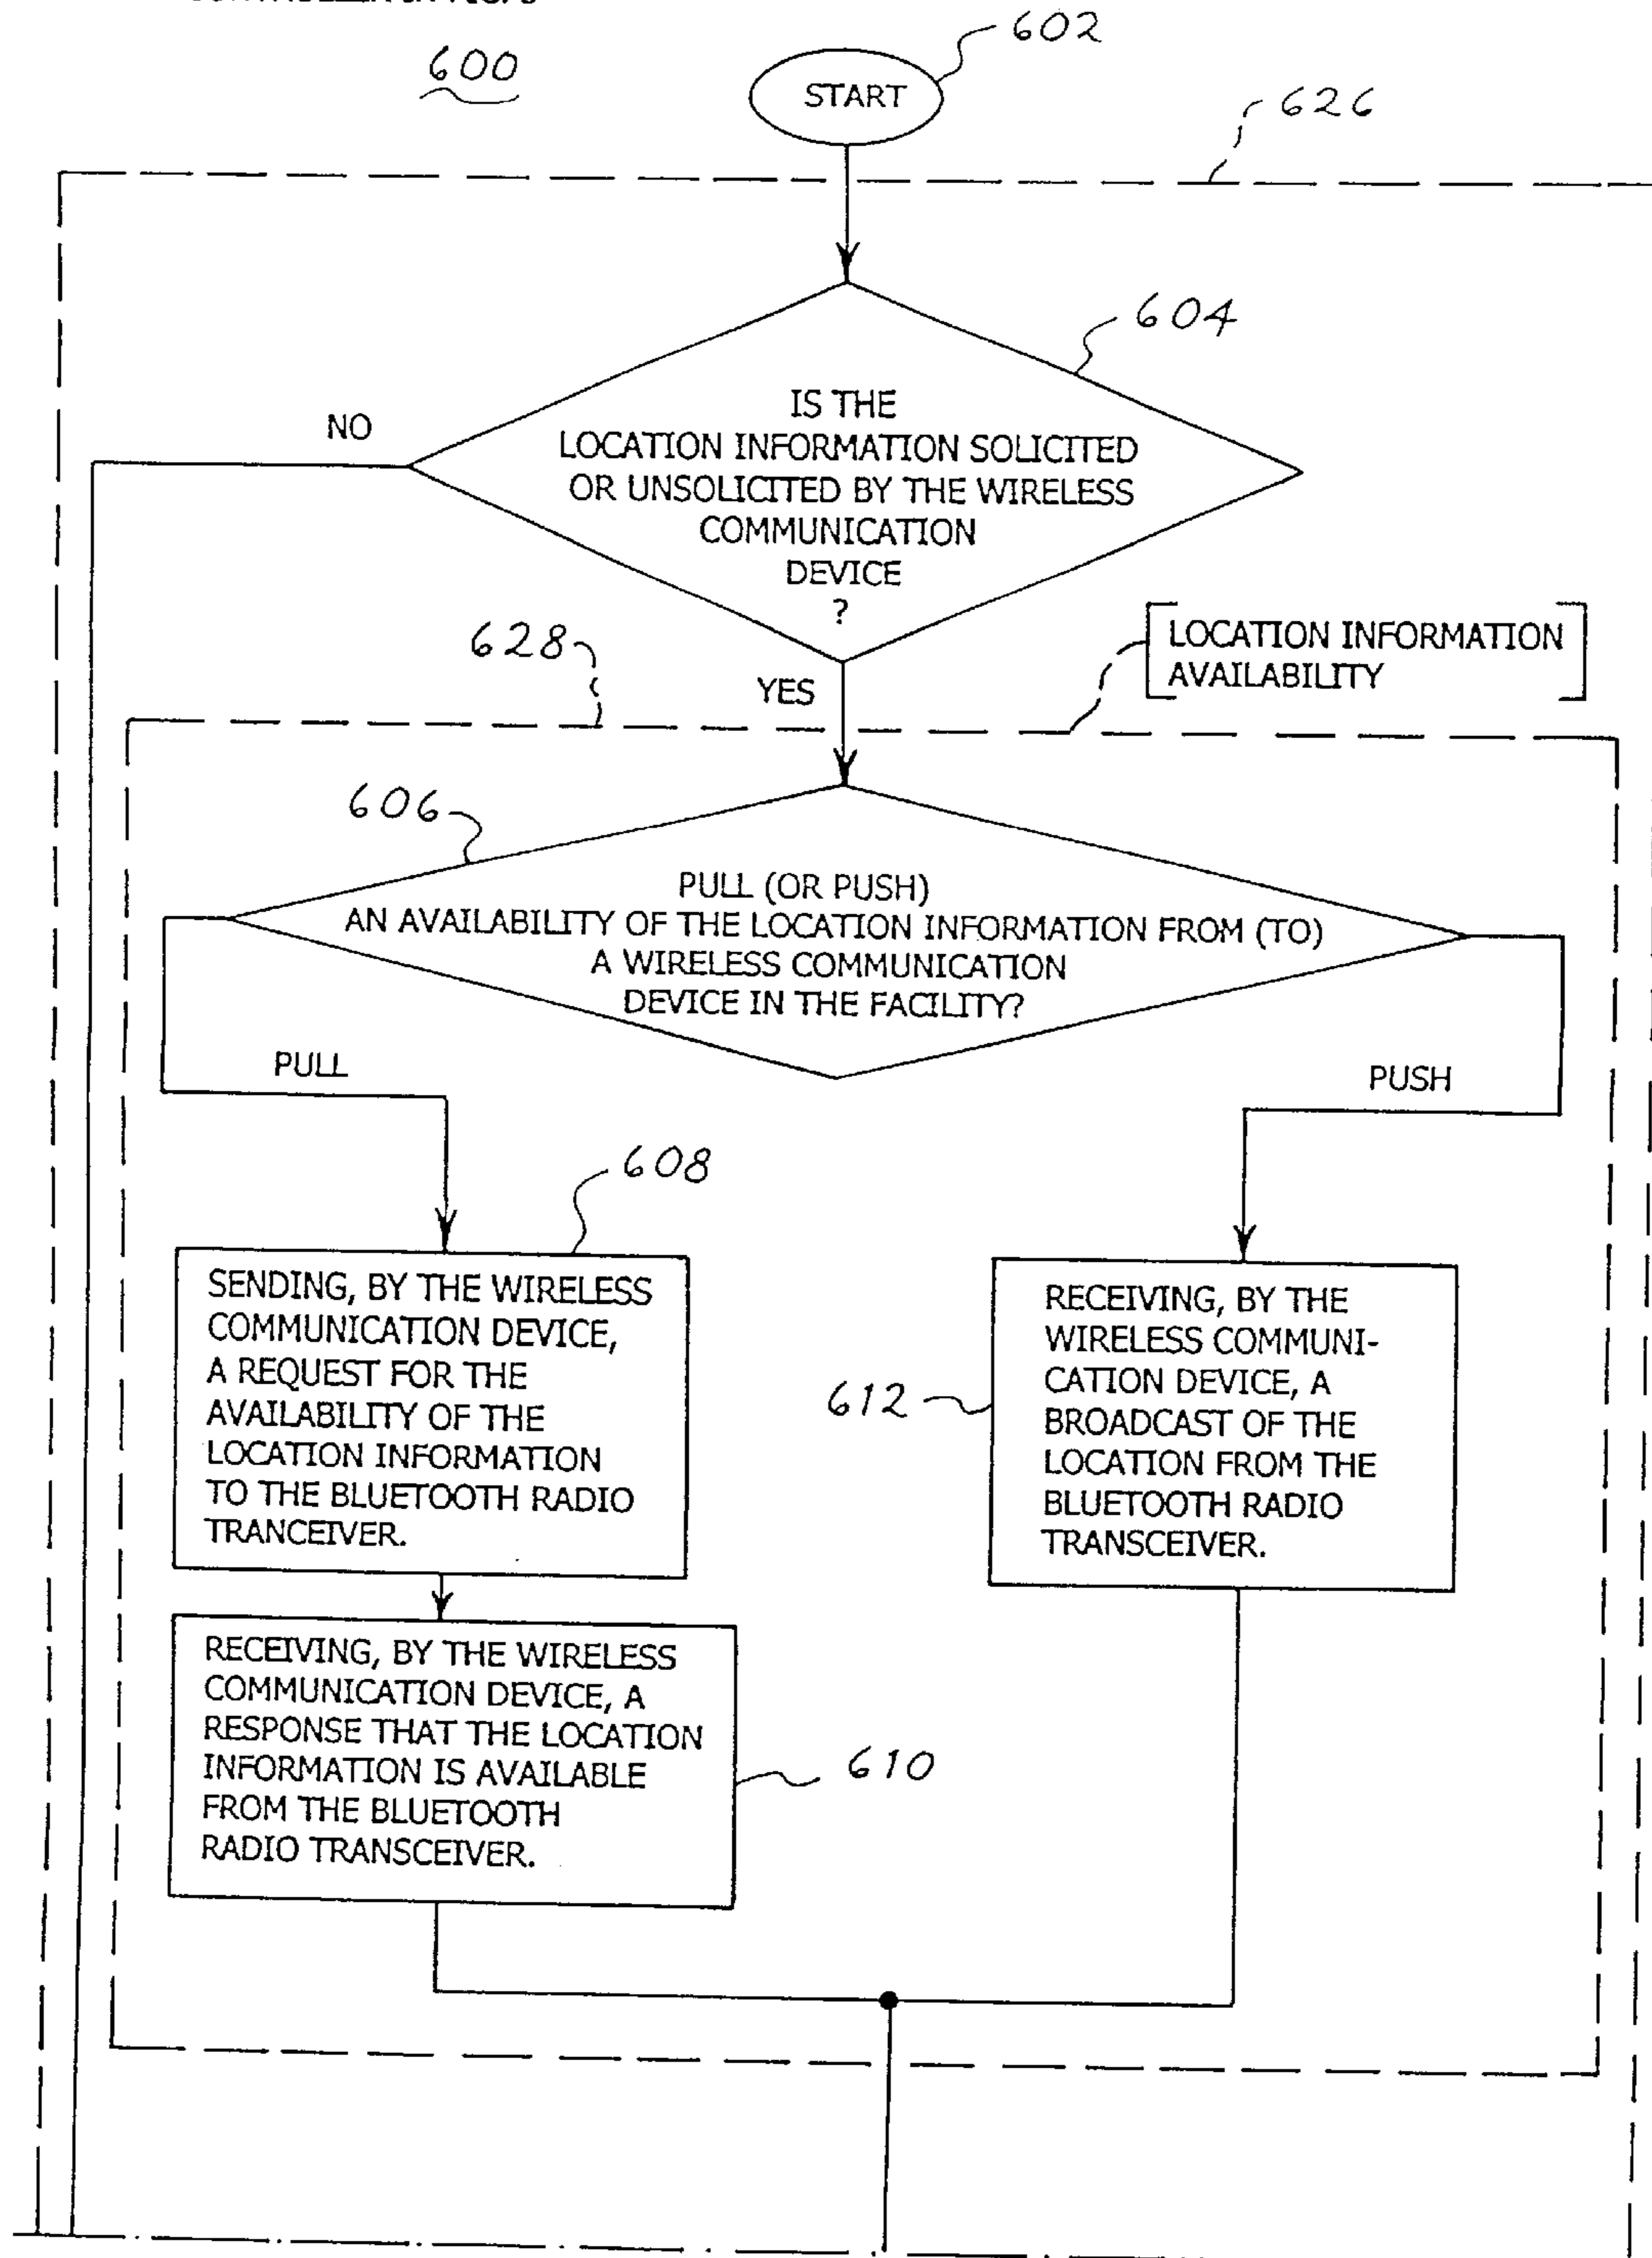 600
602
START
626
604
IS THE
LOCATION INFORMATION SOLICITED
OR UNSOLICITED BY THE WIRELESS
COMMUNICATION
DEVICE
?
NO
628
YES
LOCATION INFORMATION
AVAILABILITY
606
PULL (OR PUSH)
AN AVAILABILITY OF THE LOCATION INFORMATION FROM (TO)
A WIRELESS COMMUNICATION
DEVICE IN THE FACILITY?
PULL
PUSH
608
SENDING, BY THE WIRELESS
COMMUNICATION DEVICE,
A REQUEST FOR THE
AVAILABILITY OF THE
LOCATION INFORMATION
TO THE BLUETOOTH RADIO
TRANCEIVER.
612
RECEIVING, BY THE
WIRELESS COMMUNI-
CATION DEVICE, A
BROADCAST OF THE
LOCATION FROM THE
BLUETOOTH RADIO
TRANSCEIVER.
RECEIVING, BY THE WIRELESS
COMMUNICATION DEVICE, A
RESPONSE THAT THE LOCATION
INFORMATION IS AVAILABLE
FROM THE BLUETOOTH
RADIO TRANSCEIVER.
610